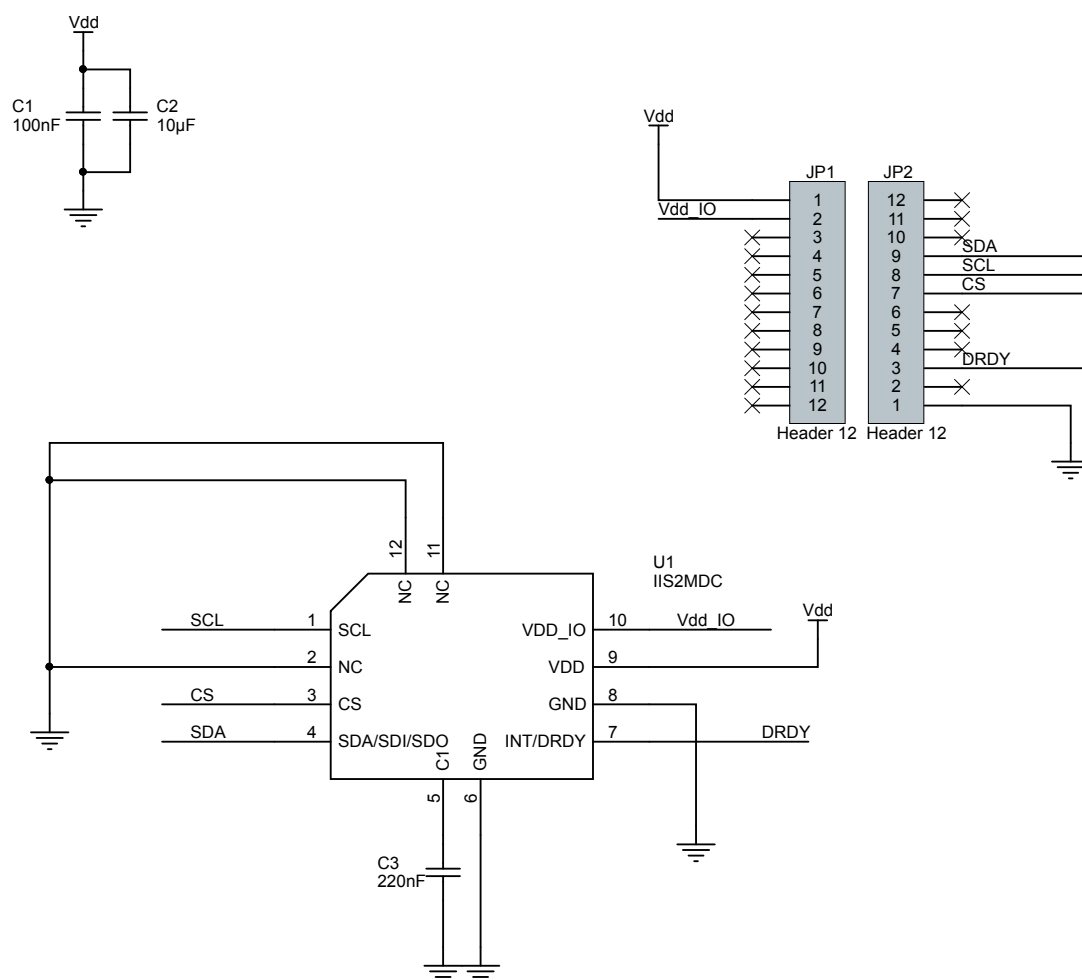 Vdd
C1
100nF
C2
10µF
Vdd
JP1
JP2
1
12
Vdd_IO
2
11
3
10
SDA
4
9
SCL
5
8
CS
6
7
7
6
8
5
9
4
DRDY
10
3
11
2
12
1
Header 12
Header 12
12
11
NC
NC
U1
IIS2MDC
Vdd
SCL
1
SCL
VDD_IO
10
Vdd_IO
2
NC
VDD
9
CS
3
CS
GND
8
SDA
4
SDA/SDI/SDO
C1
GND
INT/DRDY
7
DRDY
5
6
C3
220nF